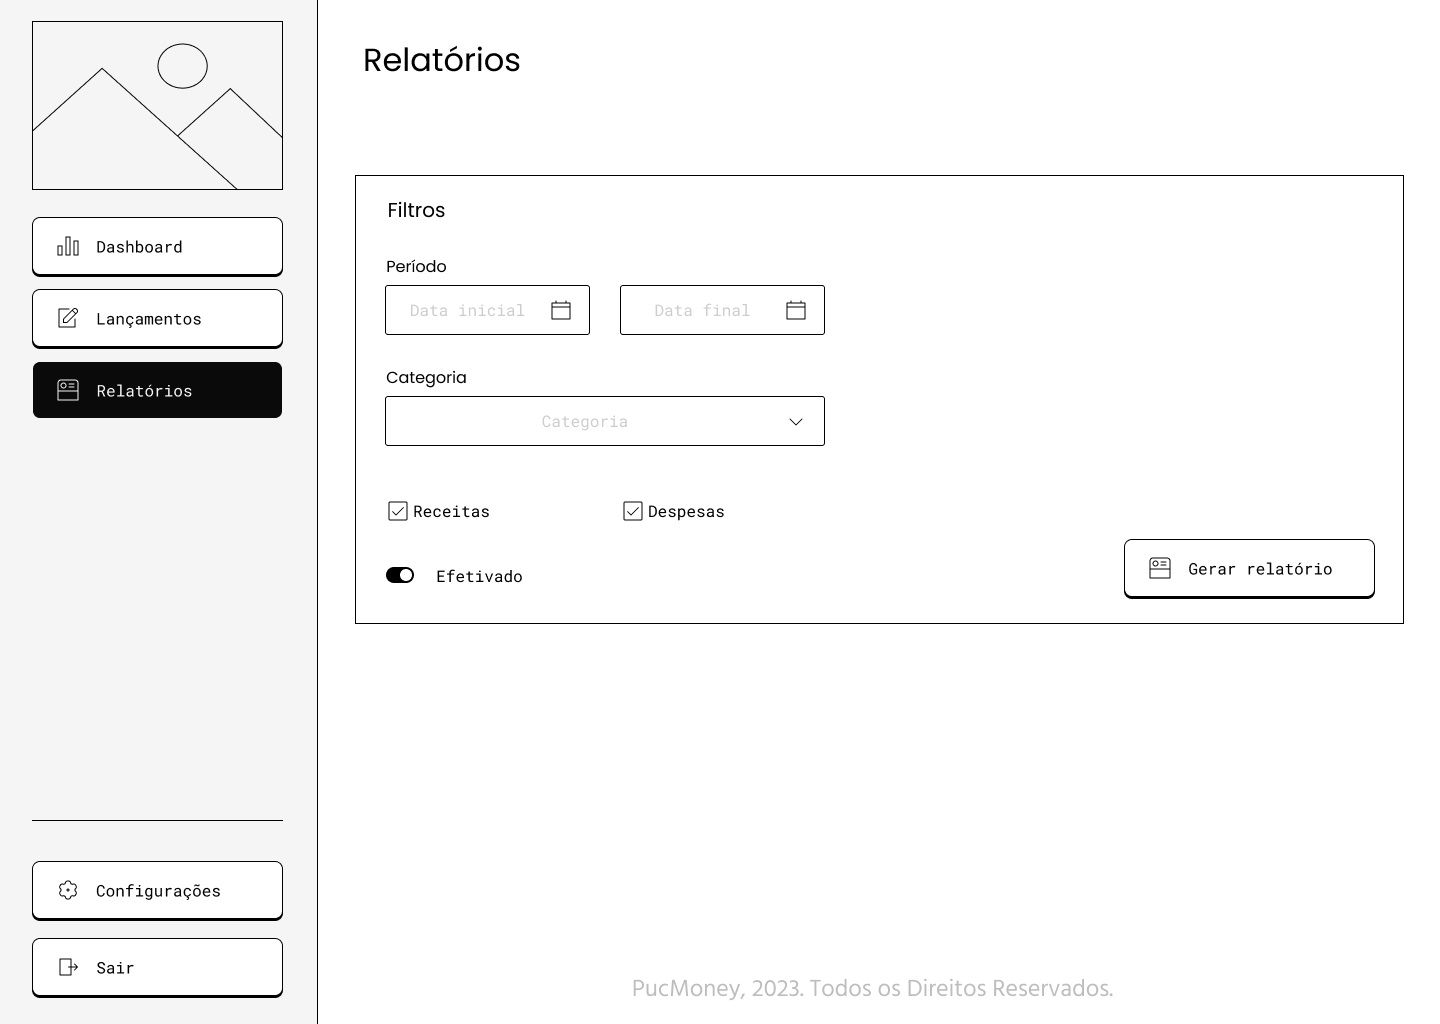 Dashboard
Lançamentos
Relatórios
Configurações
Sair
Relatórios
Filtros
Período
Data inicial
Data final
Categoria
Categoria
Receitas
Despesas
Efetivado
Gerar relatório
PucMoney, 2023. Todos os Direitos Reservados.